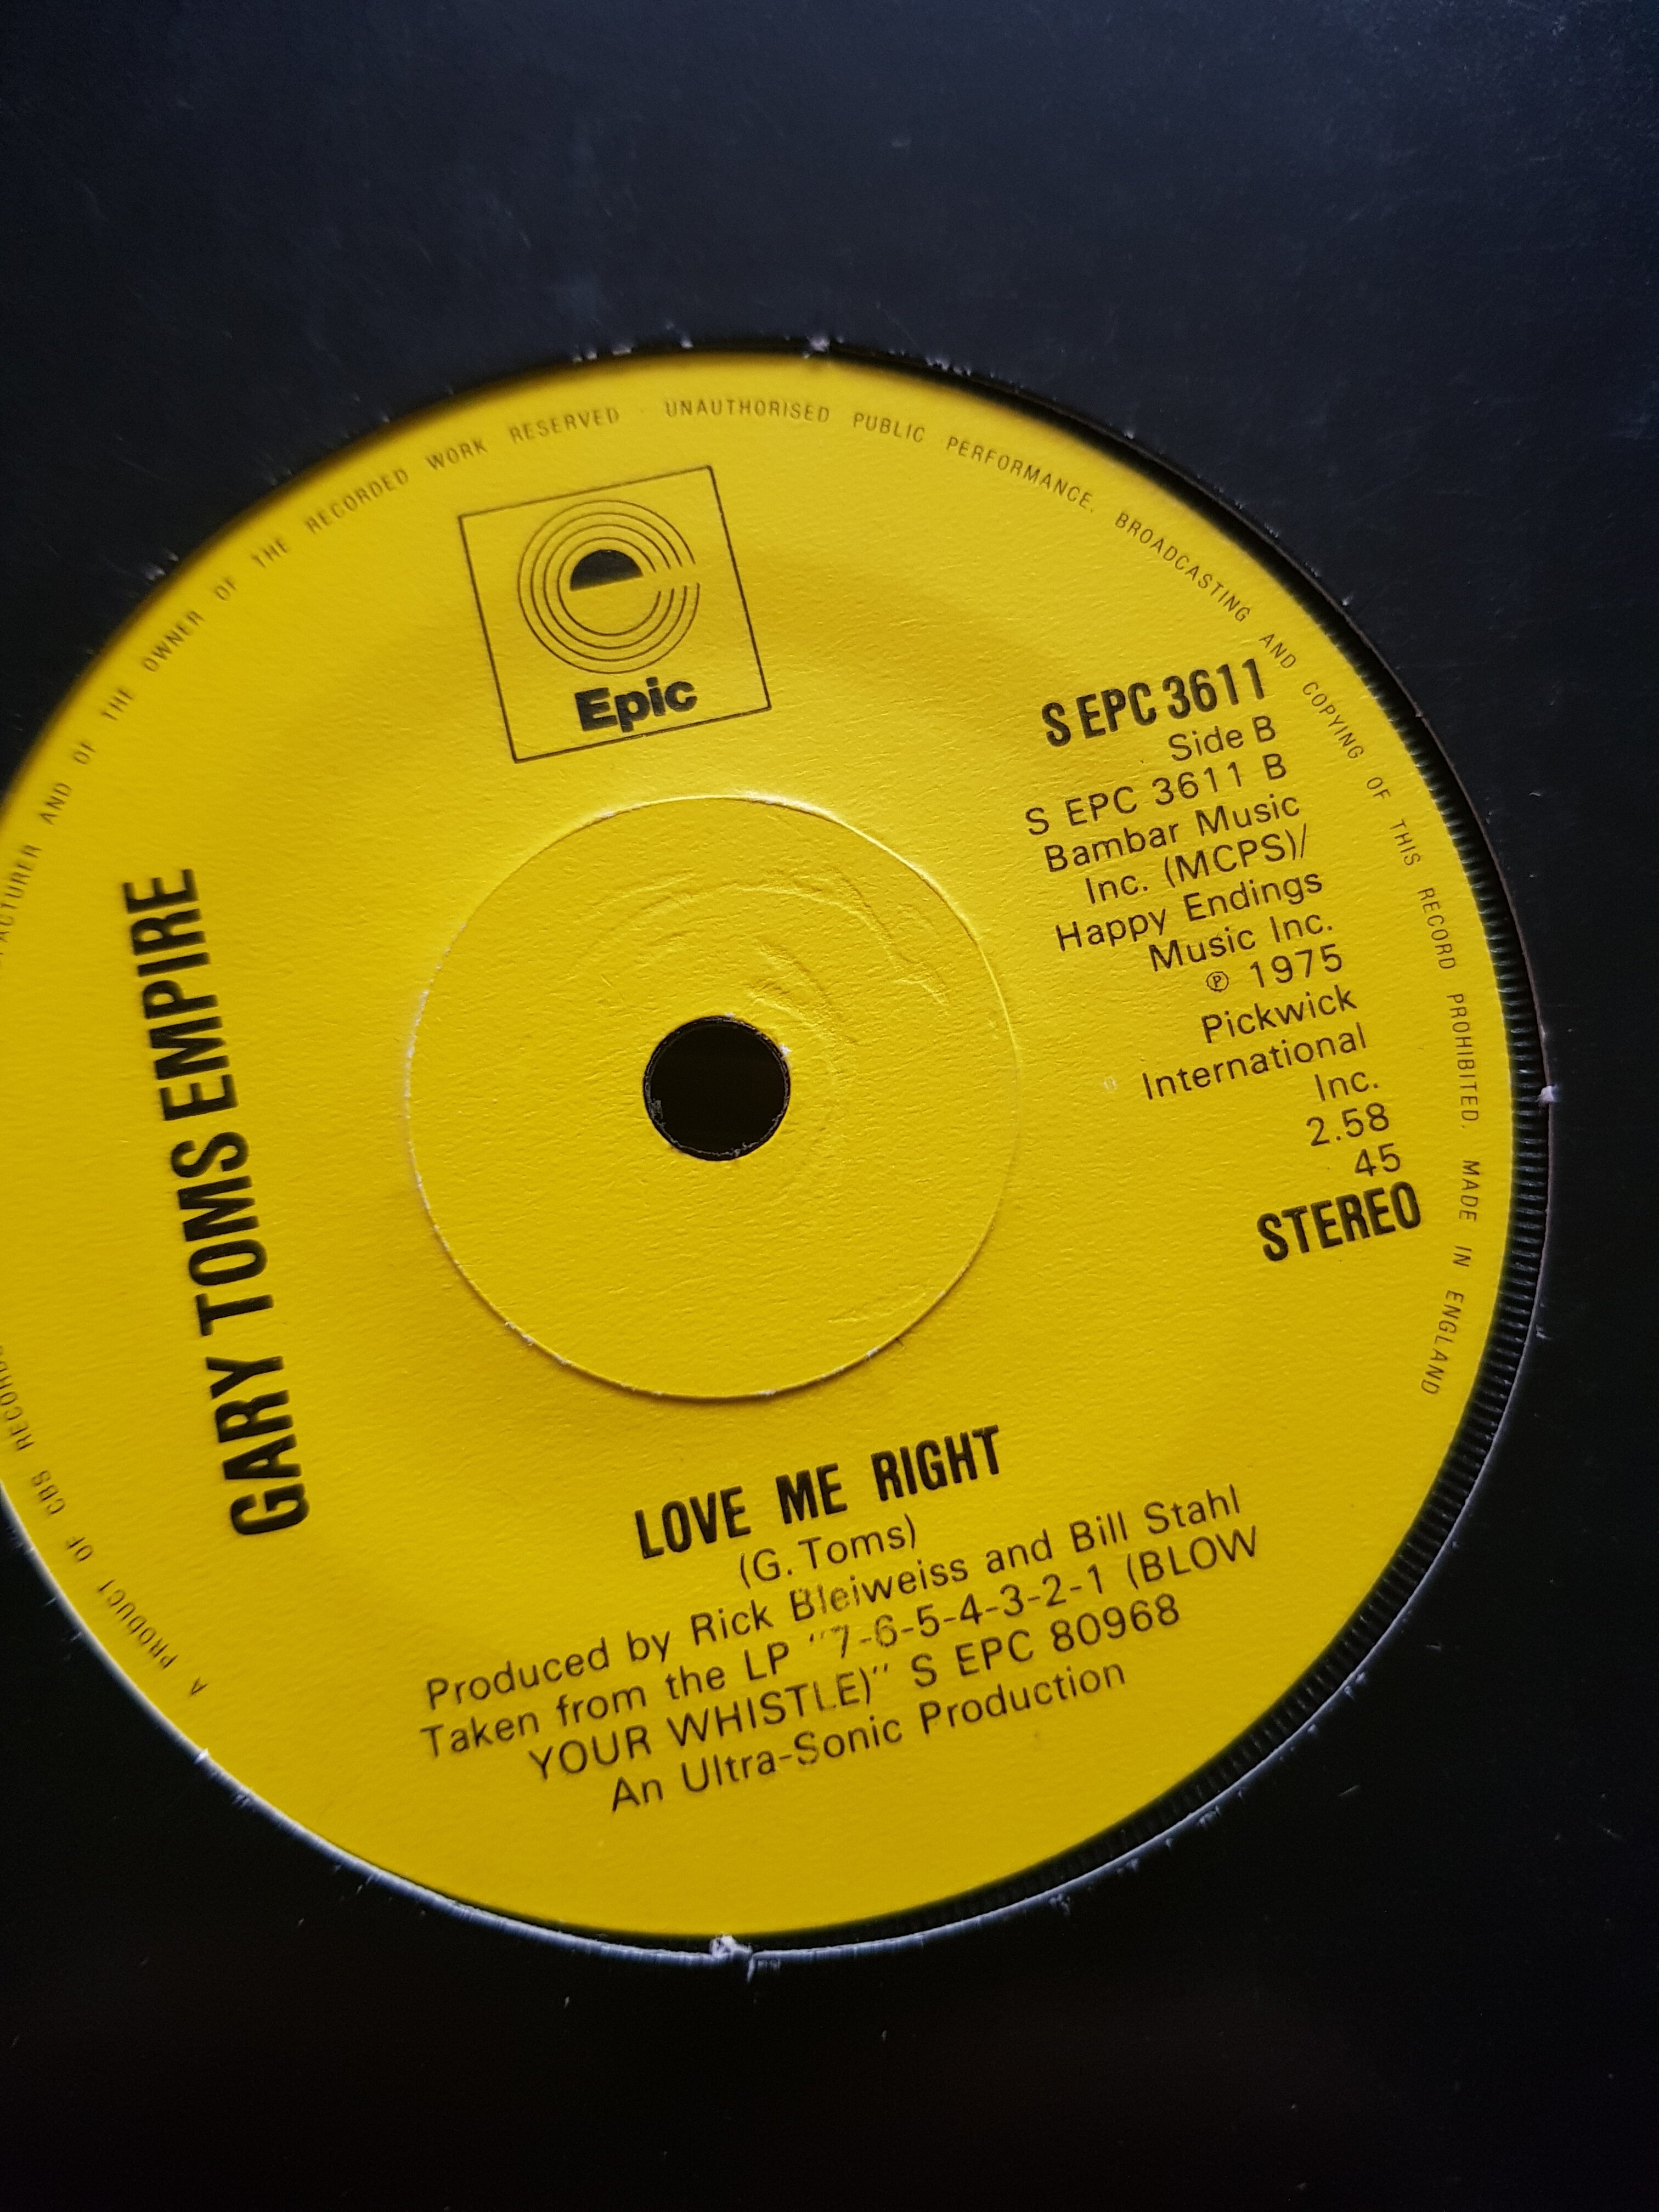 A PRODUCT OF CBS RECORDS
AND OF THE OWNER OF THE RECORDED WORK RESERVED UNAUTHORISED PUBLIC PERFORMANCE. BROADCASTING AND COPYING OF THIS RECORD PROHIBITED. MADE IN ENGLAND
Epic
S EPC 3611
Side B
S EPC 3611 B
Bambar Music
Inc. (MCPS)/
Happy Endings
Music Inc.
℗ 1975
Pickwick
International
Inc.
2.58
45
STEREO
GARY TOMS EMPIRE
LOVE ME RIGHT
(G. Toms)
Produced by Rick Bleiweiss and Bill Stahl
Taken from the LP "7-6-5-4-3-2-1 (BLOW
YOUR WHISTLE)" S EPC 80968
An Ultra-Sonic Production